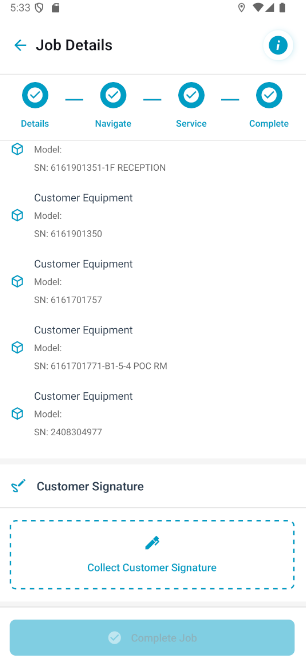 5:33
Job Details
Details
Navigate
Service
Complete
Model:
SN: 6161901351-1F RECEPTION
Customer Equipment
Model:
SN: 6161901350
Customer Equipment
Model:
SN: 6161701757
Customer Equipment
Model:
SN: 6161701771-B1-5-4 POC RM
Customer Equipment
Model:
SN: 2408304977
Customer Signature
Collect Customer Signature
Complete Job